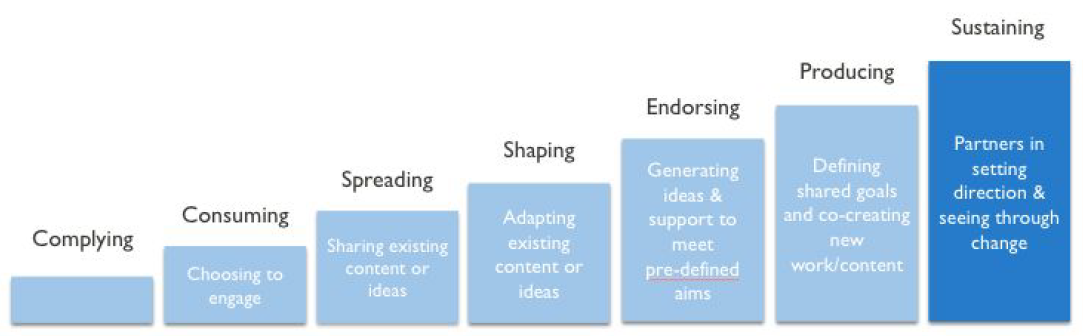 Complying
Consuming
Choosing to
engage
Spreading
Sharing existing
content or
ideas
Shaping
Adapting
existing
content or
ideas
Endorsing
Generating
ideas &
support to
meet
pre-defined
aims
Producing
Defining
shared goals
and co-creating
new
work/content
Sustaining
Partners in
setting
direction &
seeing through
change